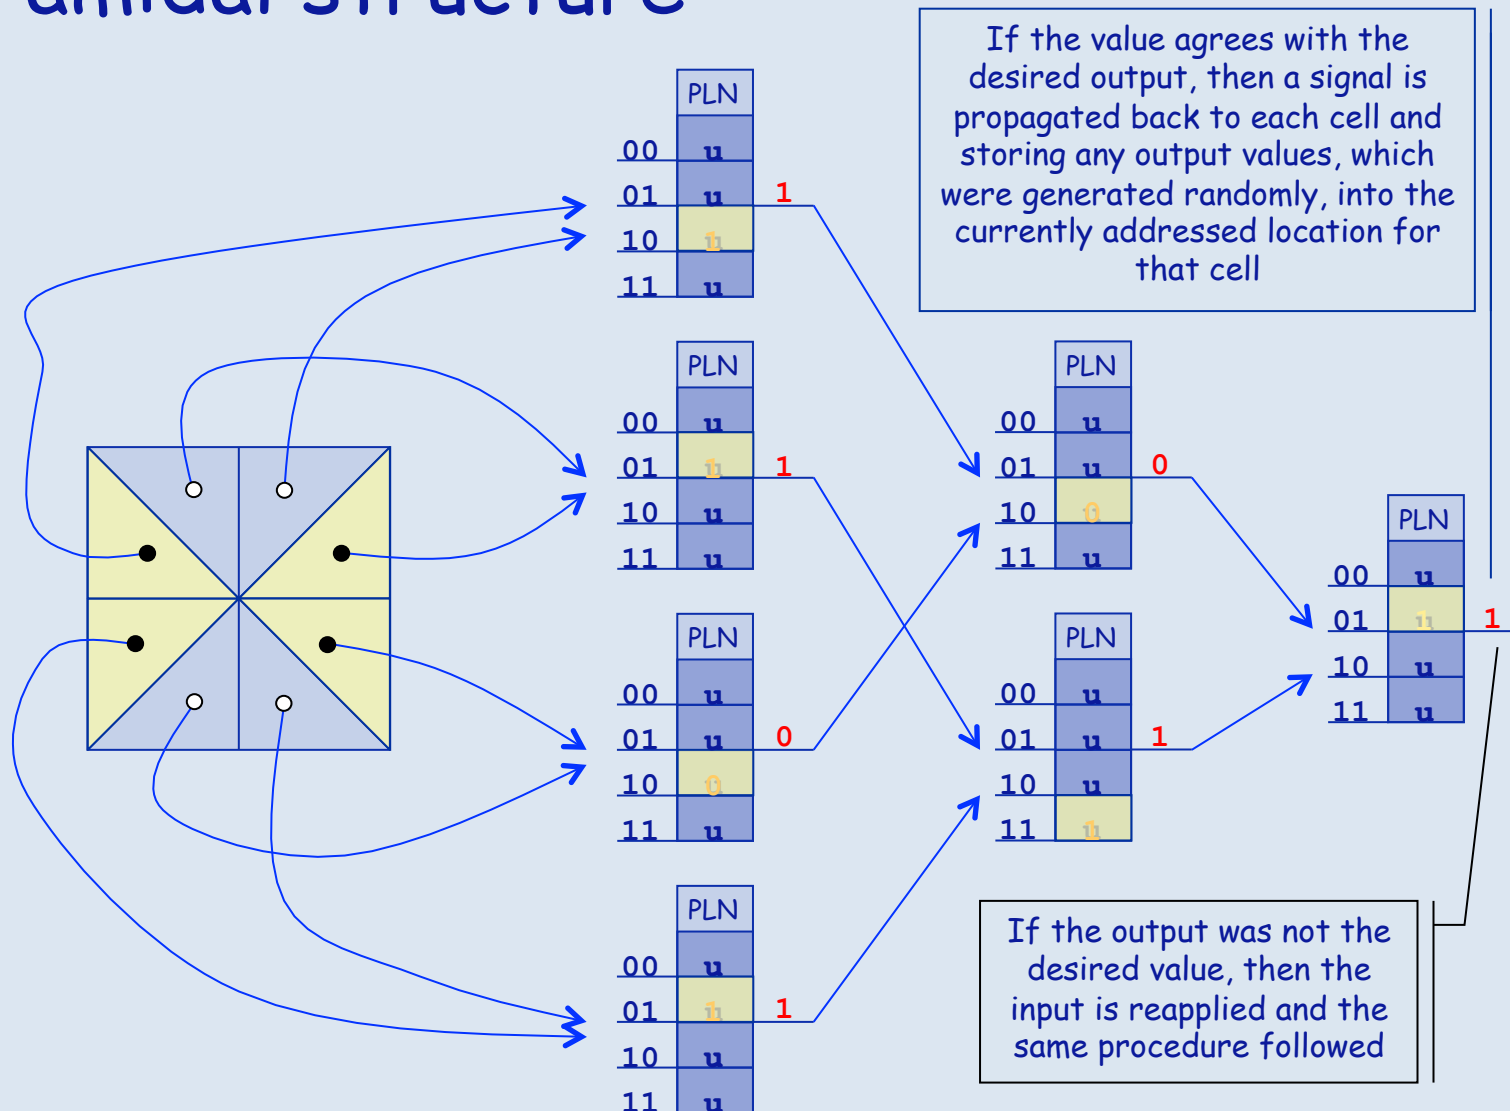 amidal structure
If the value agrees with the
desired output, then a signal is
propagated back to each cell and
storing any output values, which
were generated randomly, into the
currently addressed location for
that cell
PLN
00 u
01 u 1
10
11 u
PLN
00 u
01 1
10 u
11 u
PLN
00 u
01 u 0
10 0
11 u
PLN
00 u
01 1
10 u
11 u
PLN
00 u
01 u 0
10 0
11 u
PLN
00 u
01 u 1
10 u
11
PLN
00 u
01 1
10 u
11 u
If the output was not the
desired value, then the
input is reapplied and the
same procedure followed